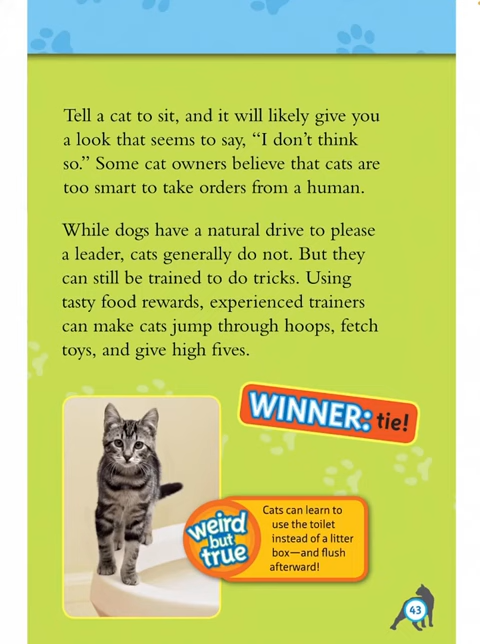 Tell a cat to sit, and it will likely give you
a look that seems to say, “I don’t think
so.” Some cat owners believe that cats are
too smart to take orders from a human.
While dogs have a natural drive to please
a leader, cats generally do not. But they
can still be trained to do tricks. Using
tasty food rewards, experienced trainers
can make cats jump through hoops, fetch
toys, and give high fives.
WINNER: tie!
weird
but
true
Cats can learn to
use the toilet
instead of a litter
box—and flush
afterward!
43